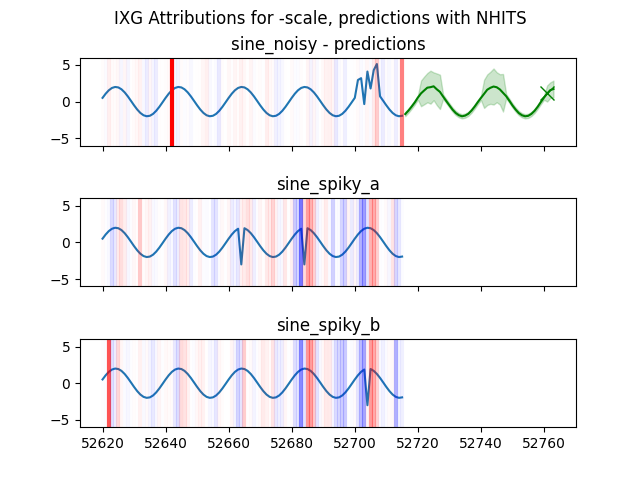 IXG Attributions for -scale, predictions with NHITS
sine_noisy - predictions
5
0
−5
sine_spiky_a
5
0
−5
sine_spiky_b
5
0
−5
52620 52640 52660 52680 52700 52720 52740 52760